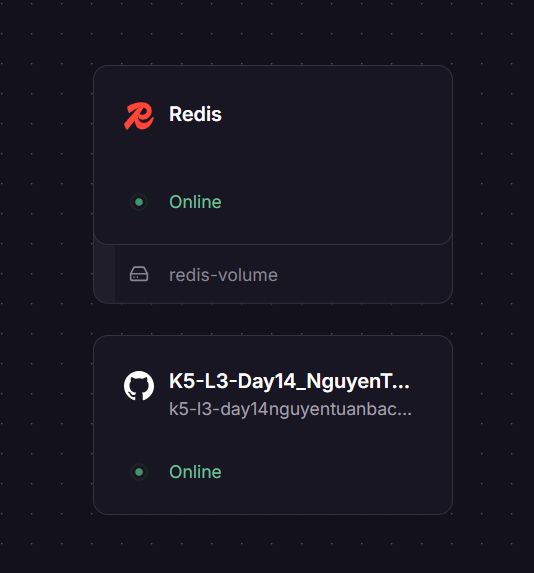 Redis
Online
redis-volume
K5-L3-Day14_NguyenT...
k5-l3-day14nguyentuanbac...
Online